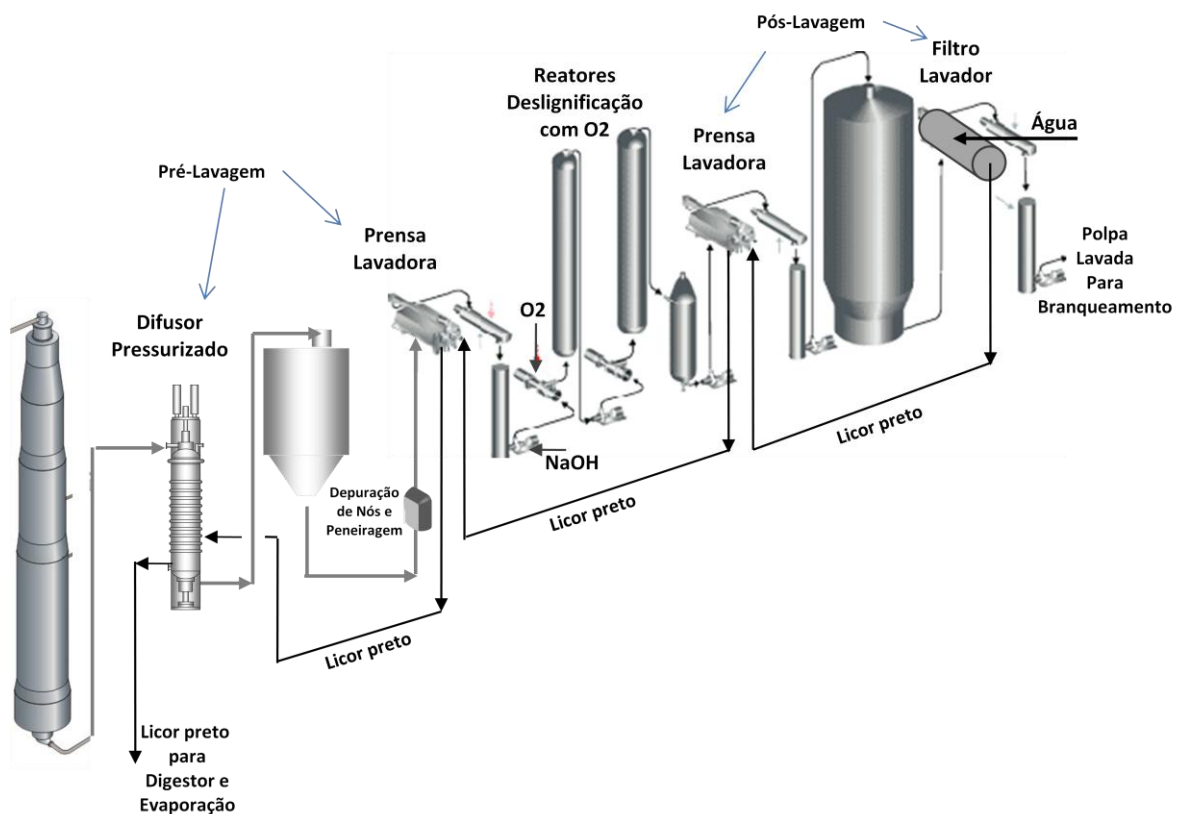 Pós-Lavagem
Filtro
Lavador
Reatores
Deslignificação
com O2
Água
Prensa
Lavadora
Pré-Lavagem
Prensa
Lavadora
Polpa
Lavada
Para
Branqueamento
O2
Difusor
Pressurizado
Licor preto
NaOH
Depuração
de Nós e
Peneiragem
Licor preto
Licor preto
Licor preto
para
Digestor e
Evaporação